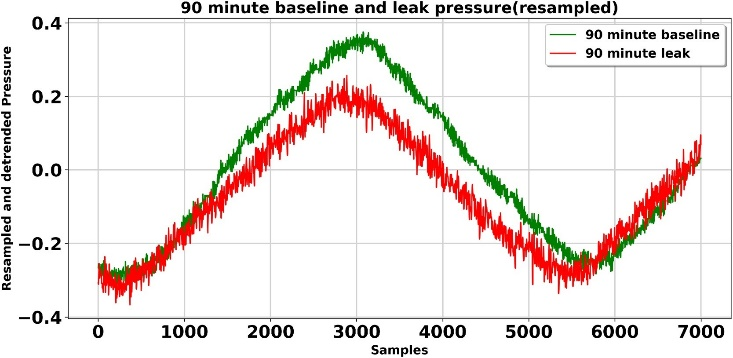 90 minute baseline and leak pressure(resampled)
Resampled and detrended Pressure
0.4
0.2
0.0
−0.2
−0.4
90 minute baseline
90 minute leak
0 1000 2000 3000 4000 5000 6000 7000
Samples